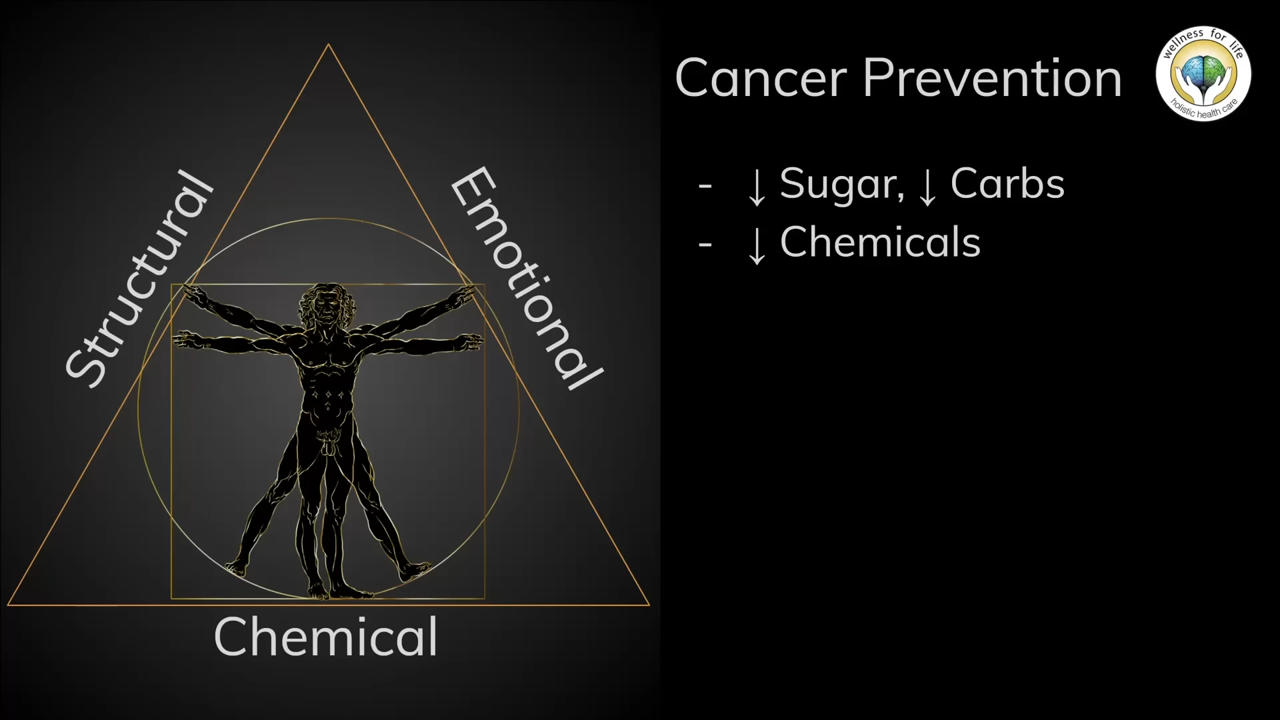 Structural
Emotional
Chemical
Cancer Prevention
wellness for life
holistic health care
- ↓ Sugar, ↓ Carbs
- ↓ Chemicals